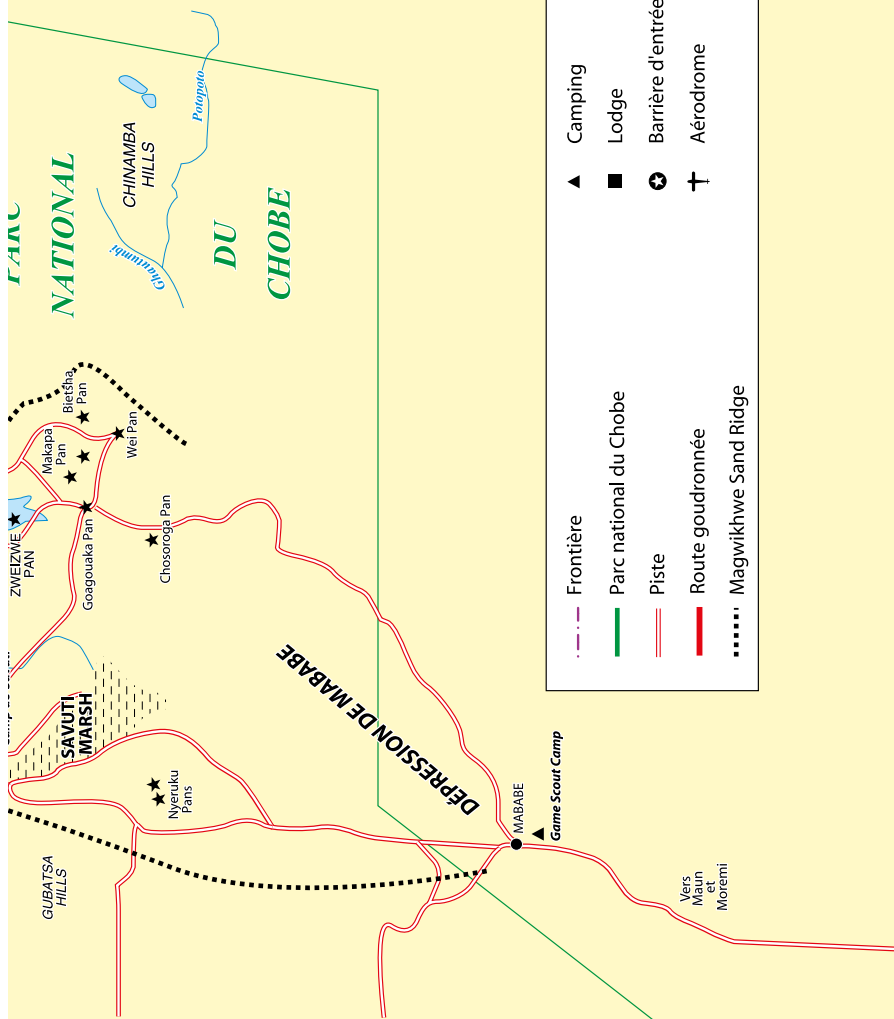 PARC
NATIONAL
DU
CHOBE
CHINAMBA
HILLS
Potopoto
Ghautumbi
Bietsha
Pan
Makapa
Pan
Wei Pan
ZWEIZWE
PAN
Goagouaka Pan
Chosoroga Pan
SAVUTI
MARSH
Nyeruku
Pans
GUBATSA
HILLS
DÉPRESSION DE MABABE
MABABE
Game Scout Camp
Vers
Maun
et
Moremi
Frontière
Parc national du Chobe
Piste
Route goudronnée
Magwikhwe Sand Ridge
Camping
Lodge
Barrière d'entrée
Aérodrome